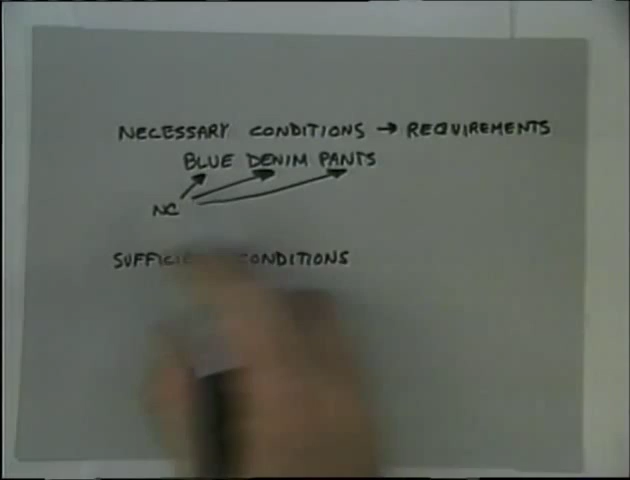 NECESSARY CONDITIONS → REQUIREMENTS
BLUE DENIM PANTS
NC
CONDITIONS